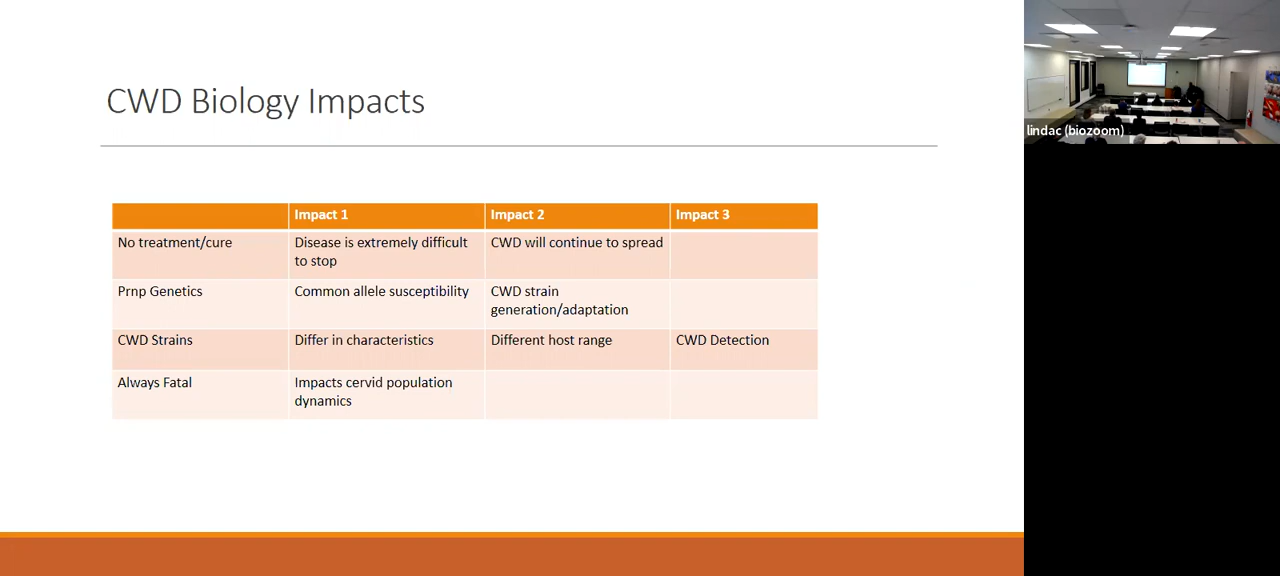 CWD Biology Impacts
lindac (biozoom)
Impact 1 Impact 2 Impact 3
No treatment/cure Disease is extremely difficult CWD will continue to spread
to stop
Prnp Genetics Common allele susceptibility CWD strain
generation/adaptation
CWD Strains Differ in characteristics Different host range CWD Detection
Always Fatal Impacts cervid population
dynamics